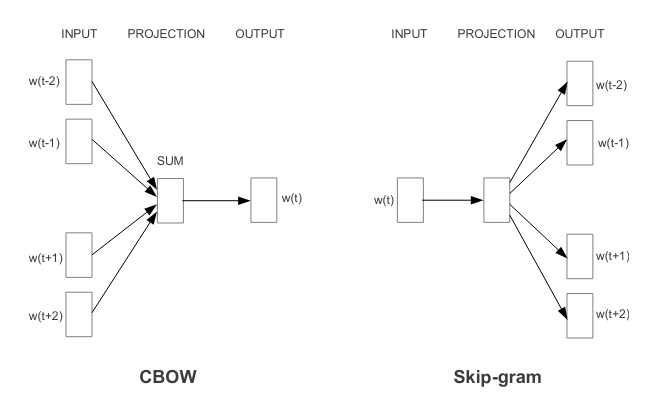 INPUT PROJECTION OUTPUT
w(t-2)
w(t-1)
SUM
w(t)
w(t+1)
w(t+2)
CBOW
INPUT PROJECTION OUTPUT
w(t-2)
w(t-1)
w(t)
w(t+1)
w(t+2)
Skip-gram